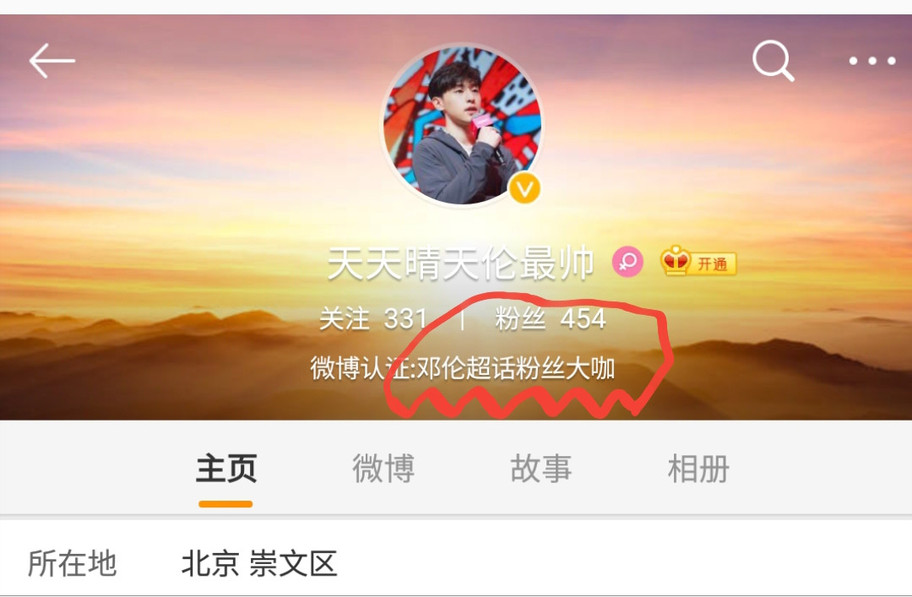 天天晴天伦最帅 开通
关注 331 | 粉丝 454
微博认证:邓伦超话粉丝大咖
主页 微博 故事 相册
所在地 北京 崇文区